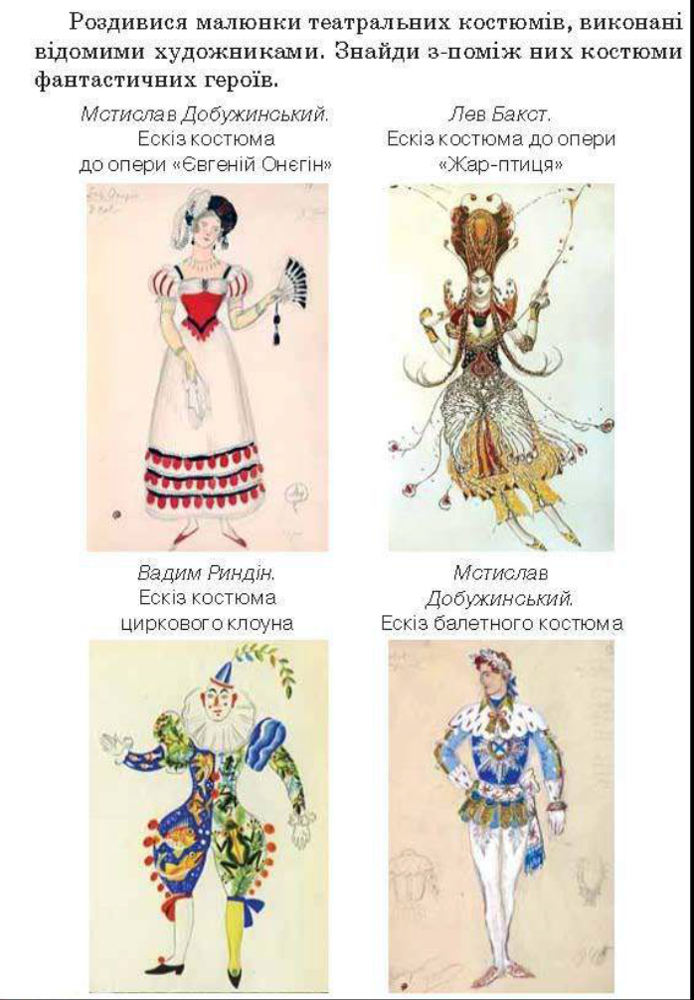 Роздивися малюнки театральних костюмів, виконані
відомими художниками. Знайди з-поміж них костюми
фантастичних героїв.
Мстислав Добужинський.
Ескіз костюма
до опери «Євгеній Онєгін»
Лев Бакст.
Ескіз костюма до опери
«Жар-птиця»
Вадим Риндін.
Ескіз костюма
циркового клоуна
Мстислав
Добужинський.
Ескіз балетного костюма